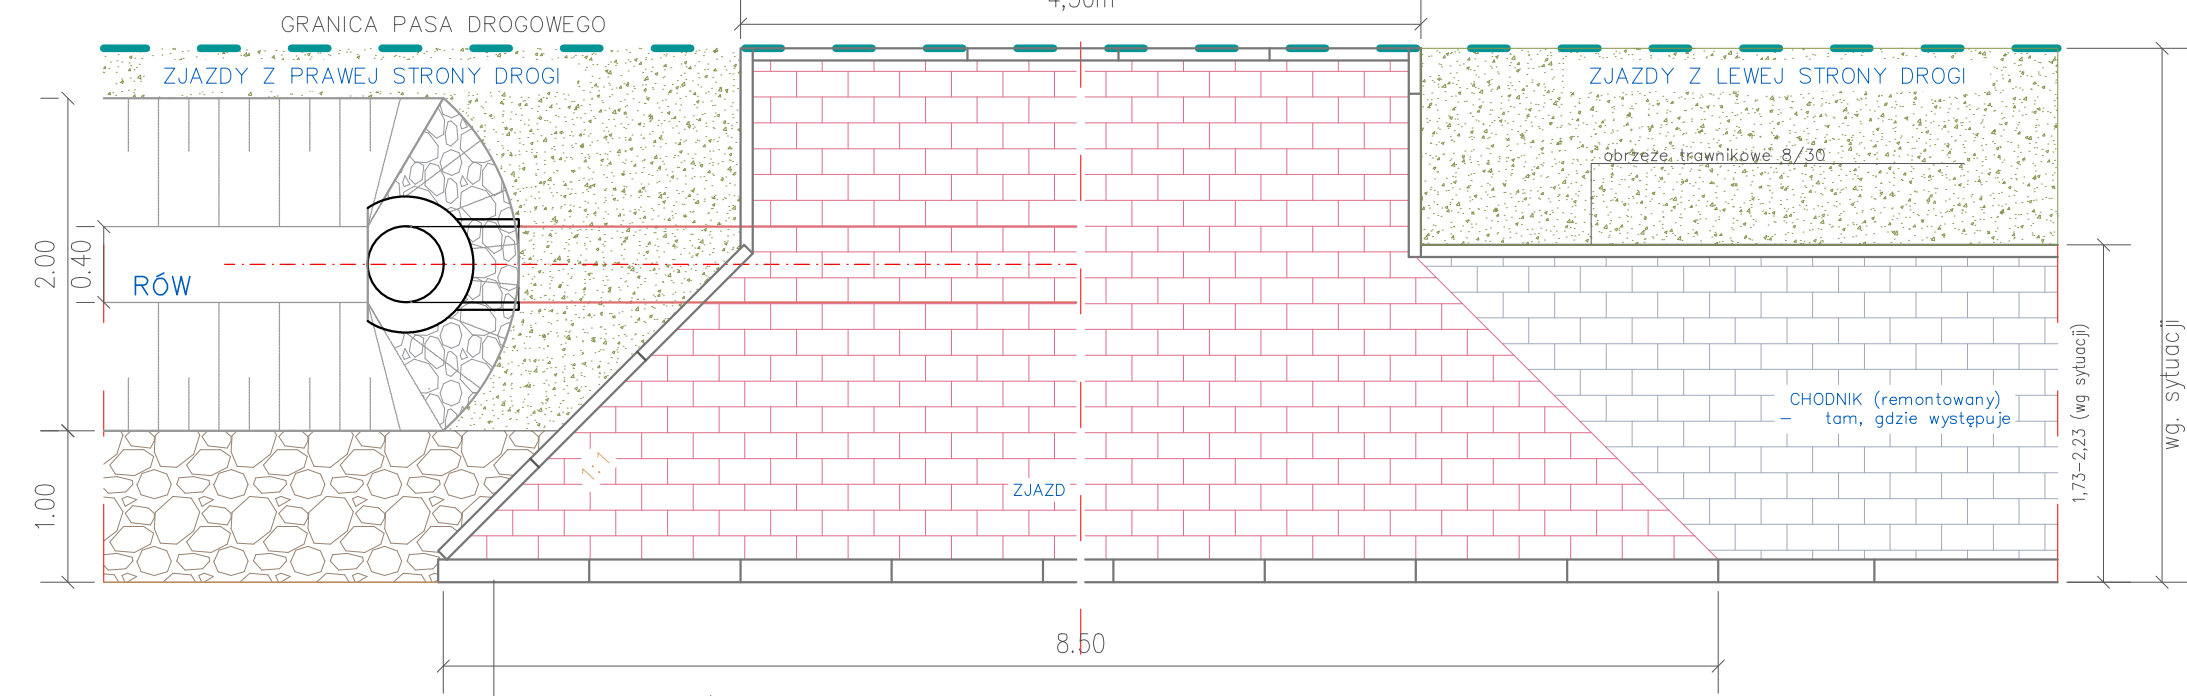 4,50m
GRANICA PASA DROGOWEGO
ZJAZDY Z PRAWEJ STRONY DROGI
ZJAZDY Z LEWEJ STRONY DROGI
obrzeże trawnikowe 8/30
2.00
0.40
RÓW
1.00
1:1
ZJAZD
CHODNIK (remontowany)
– tam, gdzie występuje
1,73-2,23 (wg sytuacji)
wg. sytuacji
8.50